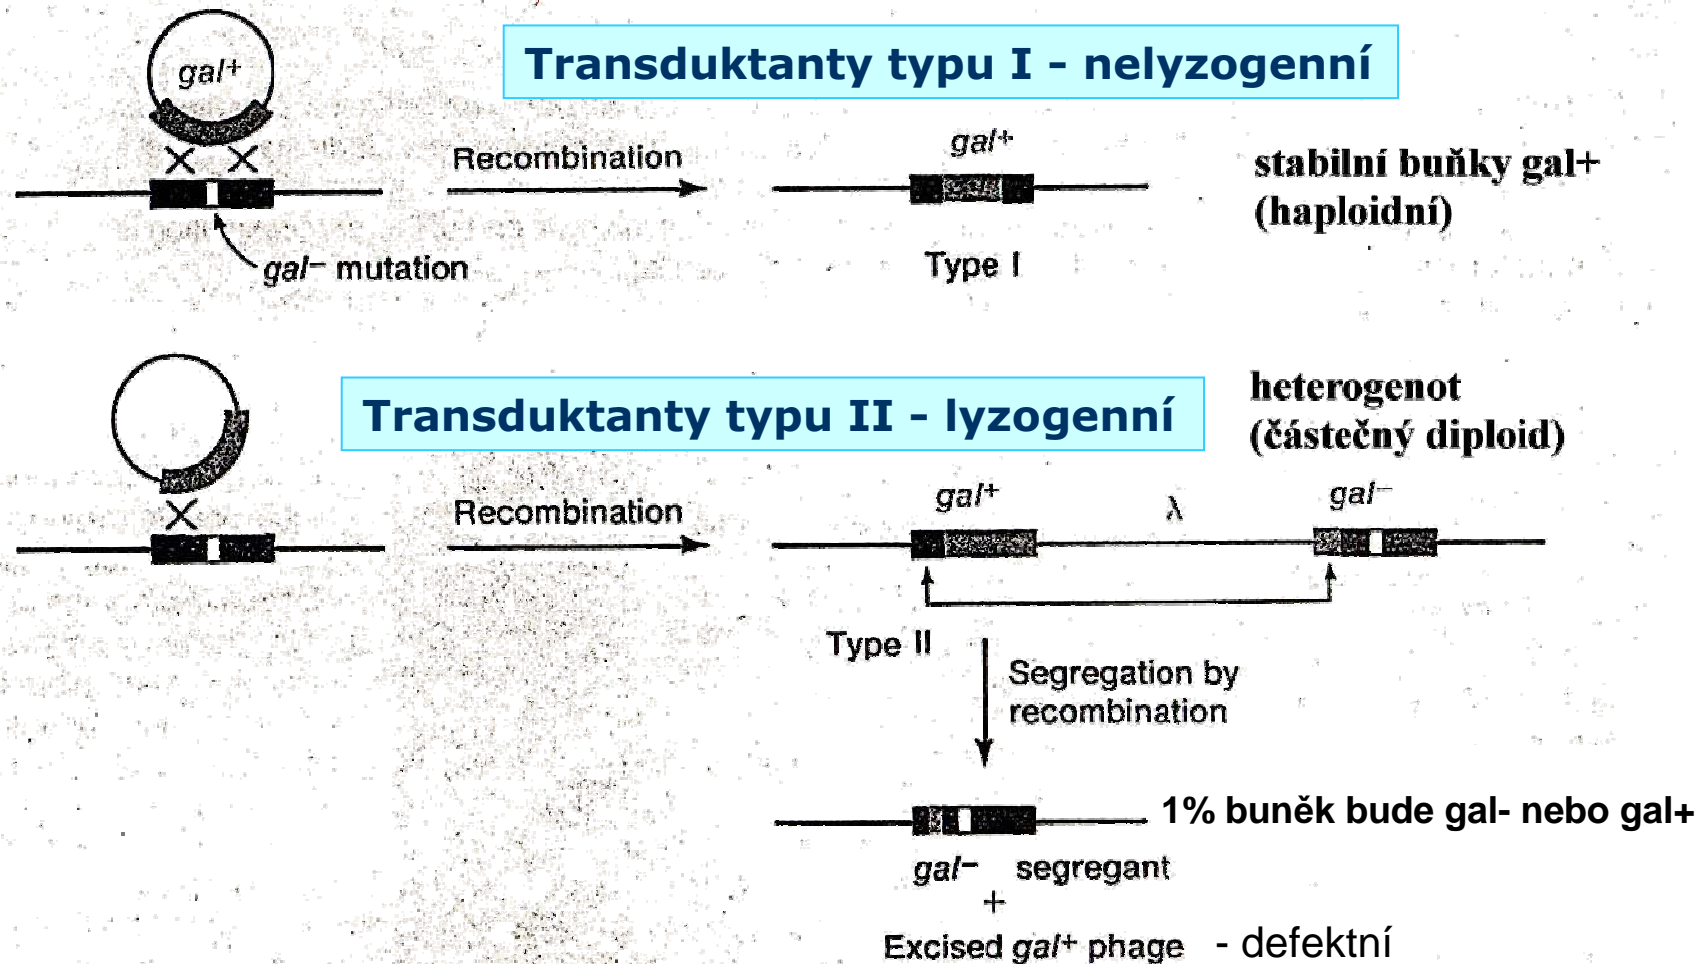 gal+
Transduktanty typu I - nelyzogenní
Recombination
gal+
stabilní buňky gal+
(haploidní)
gal– mutation
Type I
Transduktanty typu II - lyzogenní
heterogenot
(částečný diploid)
Recombination
gal+
λ
gal–
Type II
Segregation by
recombination
1% buněk bude gal- nebo gal+
gal– segregant
+
Excised gal+ phage - defektní